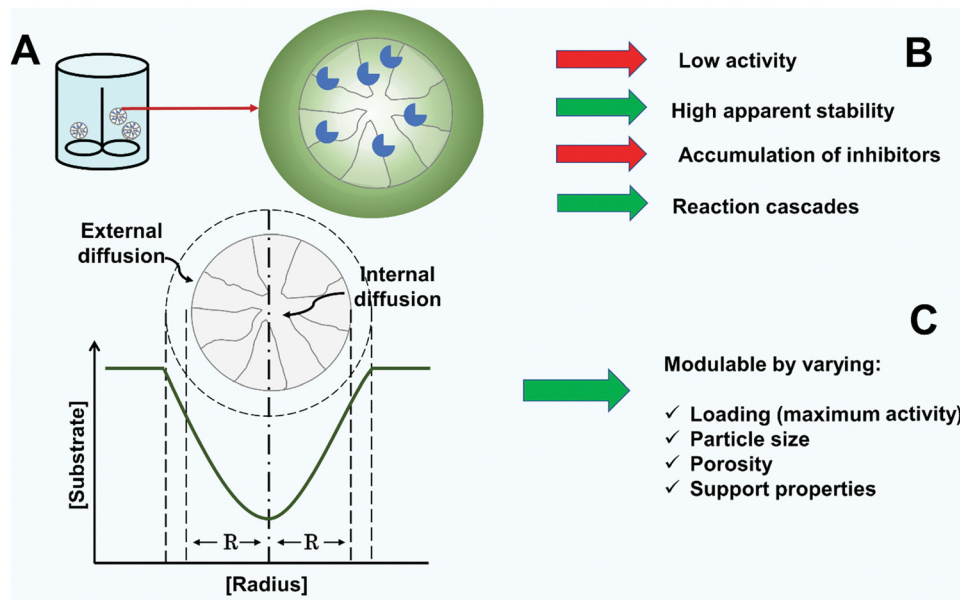 A
B
Low activity
High apparent stability
Accumulation of inhibitors
Reaction cascades
External
diffusion
Internal
diffusion
C
Modulable by varying:
✓ Loading (maximum activity)
✓ Particle size
✓ Porosity
✓ Support properties
[Substrate]
R
R
[Radius]